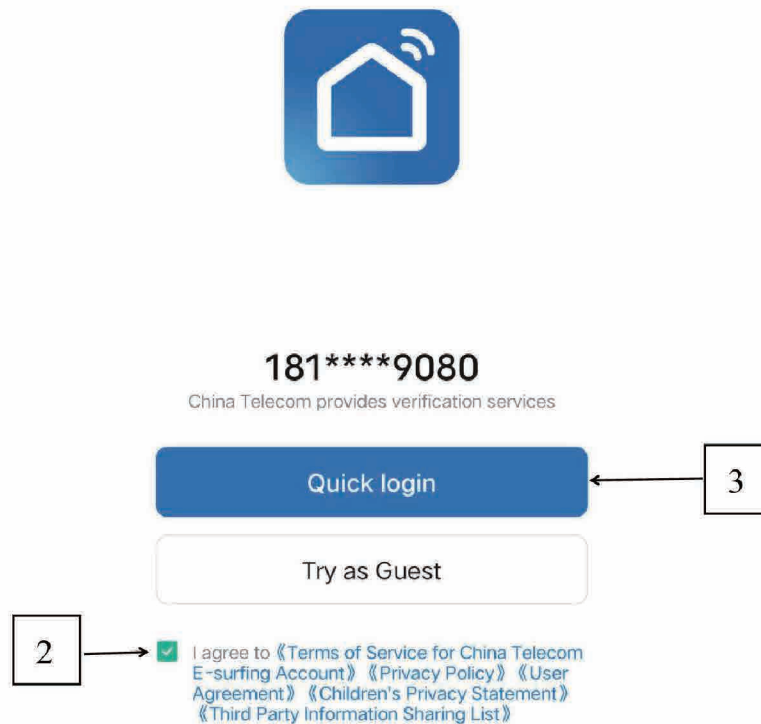 181****9080
China Telecom provides verification services
Quick login
3
Try as Guest
2
I agree to 《Terms of Service for China Telecom
E-surfing Account》 《Privacy Policy》 《User
Agreement》 《Children's Privacy Statement》
《Third Party Information Sharing List》